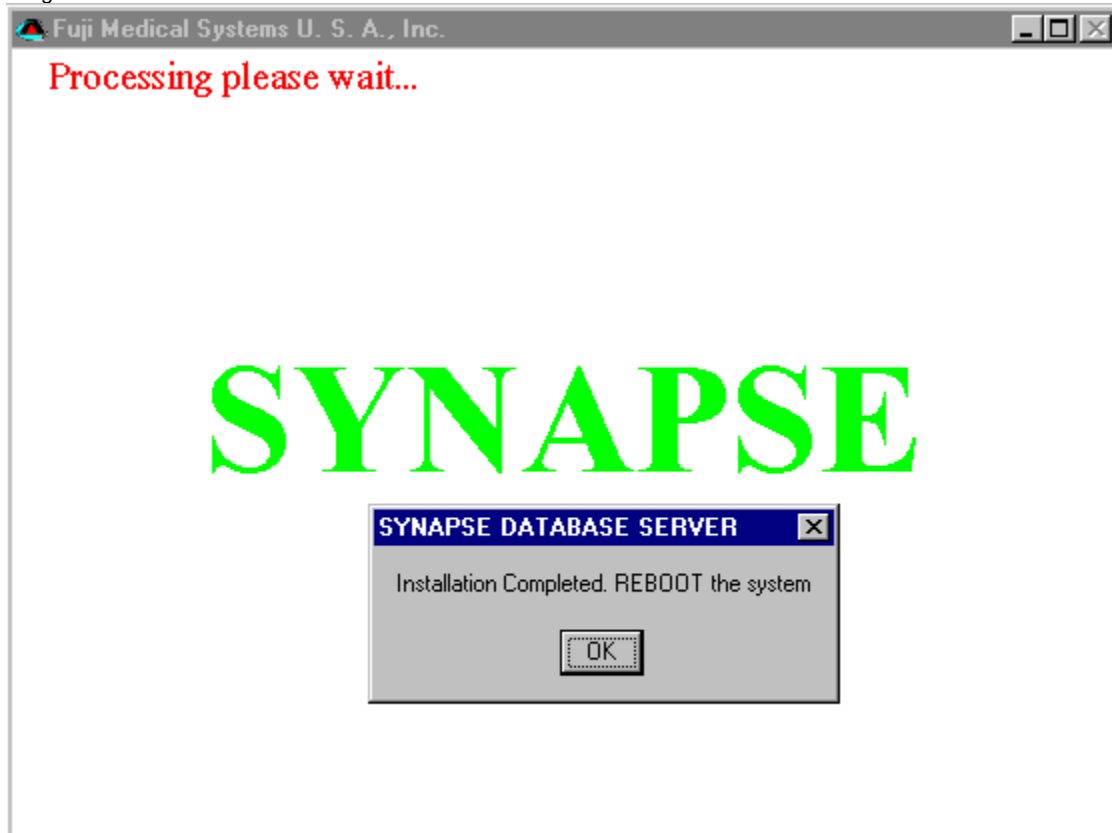 Fuji Medical Systems U. S. A., Inc.
Processing please wait...
SYNAPSE
SYNAPSE DATABASE SERVER
Installation Completed. REBOOT the system
OK